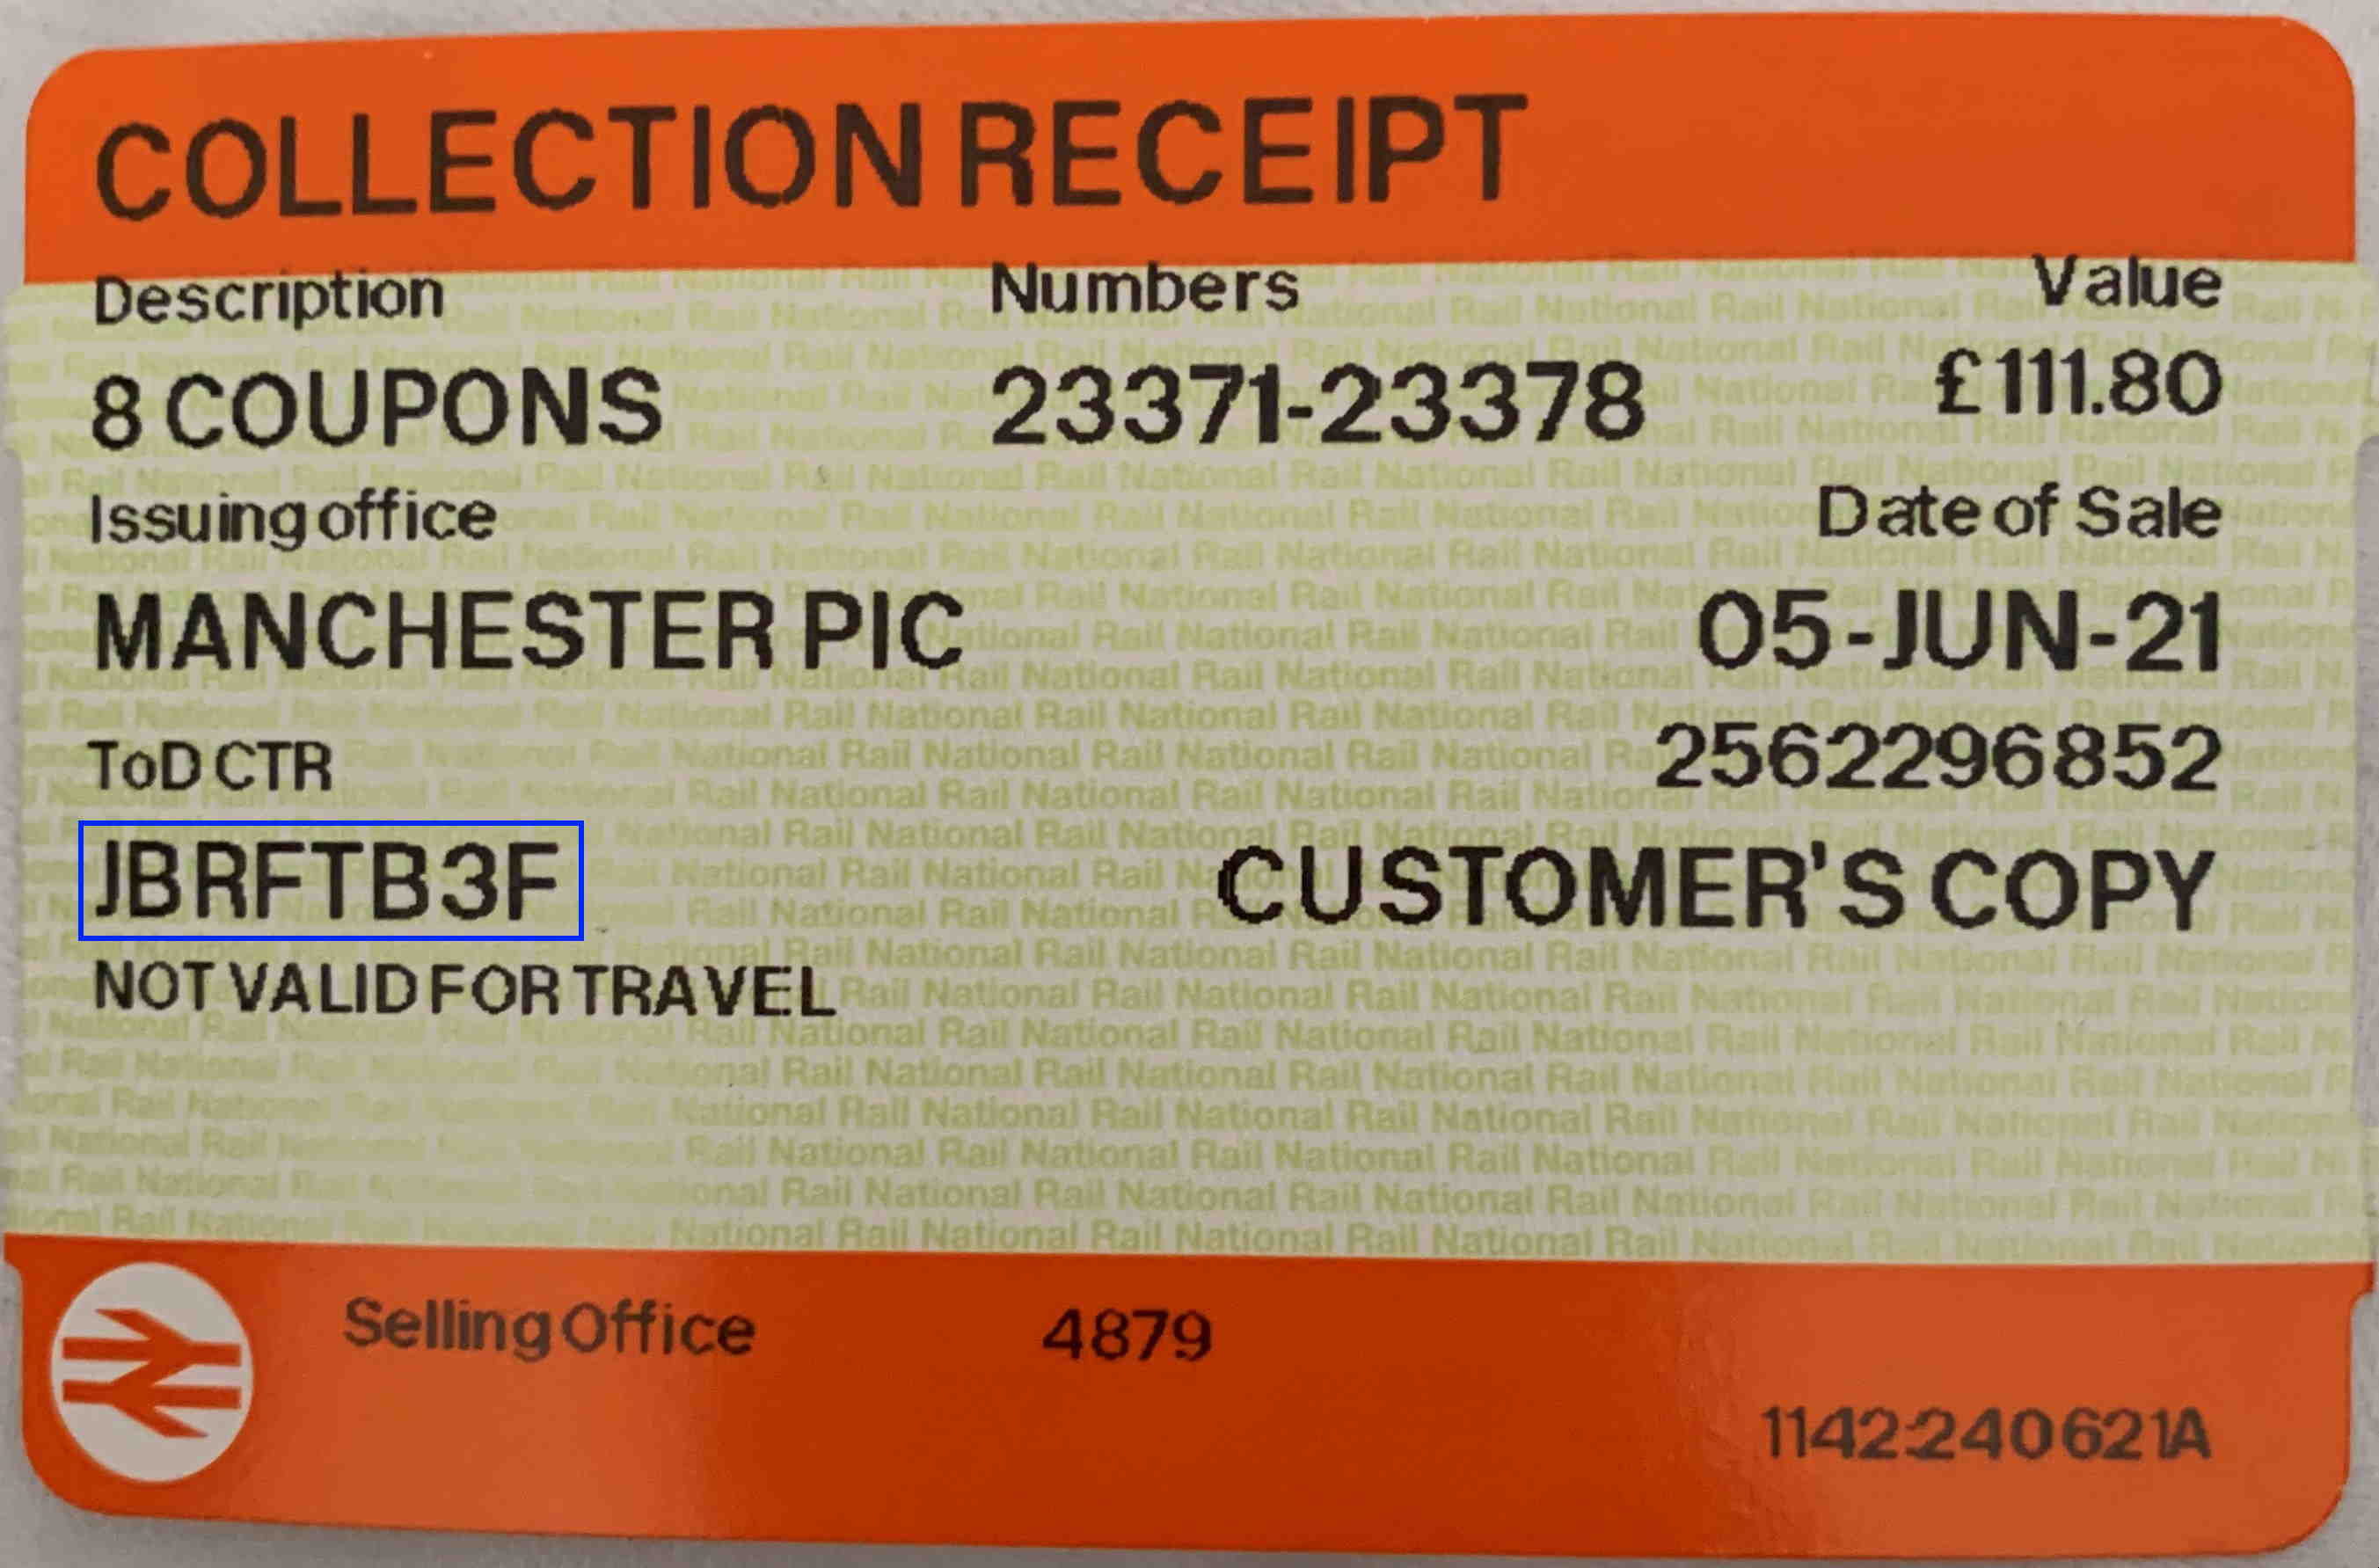 COLLECTION RECEIPT
Description Numbers Value
8 COUPONS 23371-23378 £111.80
Issuing office Date of Sale
MANCHESTER PIC 05-JUN-21
ToD CTR 2562296852
JBRFTB3F CUSTOMER'S COPY
NOT VALID FOR TRAVEL
Selling Office 4879
1142240621A